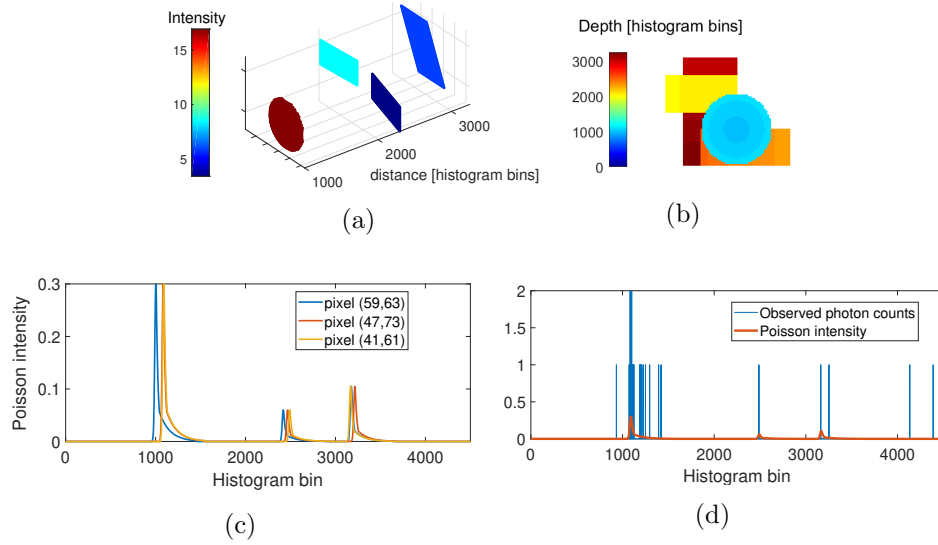 Intensity
15
10
5
1000
2000
3000
distance [histogram bins]
(a)
Depth [histogram bins]
3000
2000
1000
0
(b)
Poisson intensity
0.3
0.2
0.1
0
0
1000
2000
3000
4000
Histogram bin
pixel (59,63)
pixel (47,73)
pixel (41,61)
(c)
2
1.5
1
0.5
0
0
1000
2000
3000
4000
Histogram bin
Observed photon counts
Poisson intensity
(d)